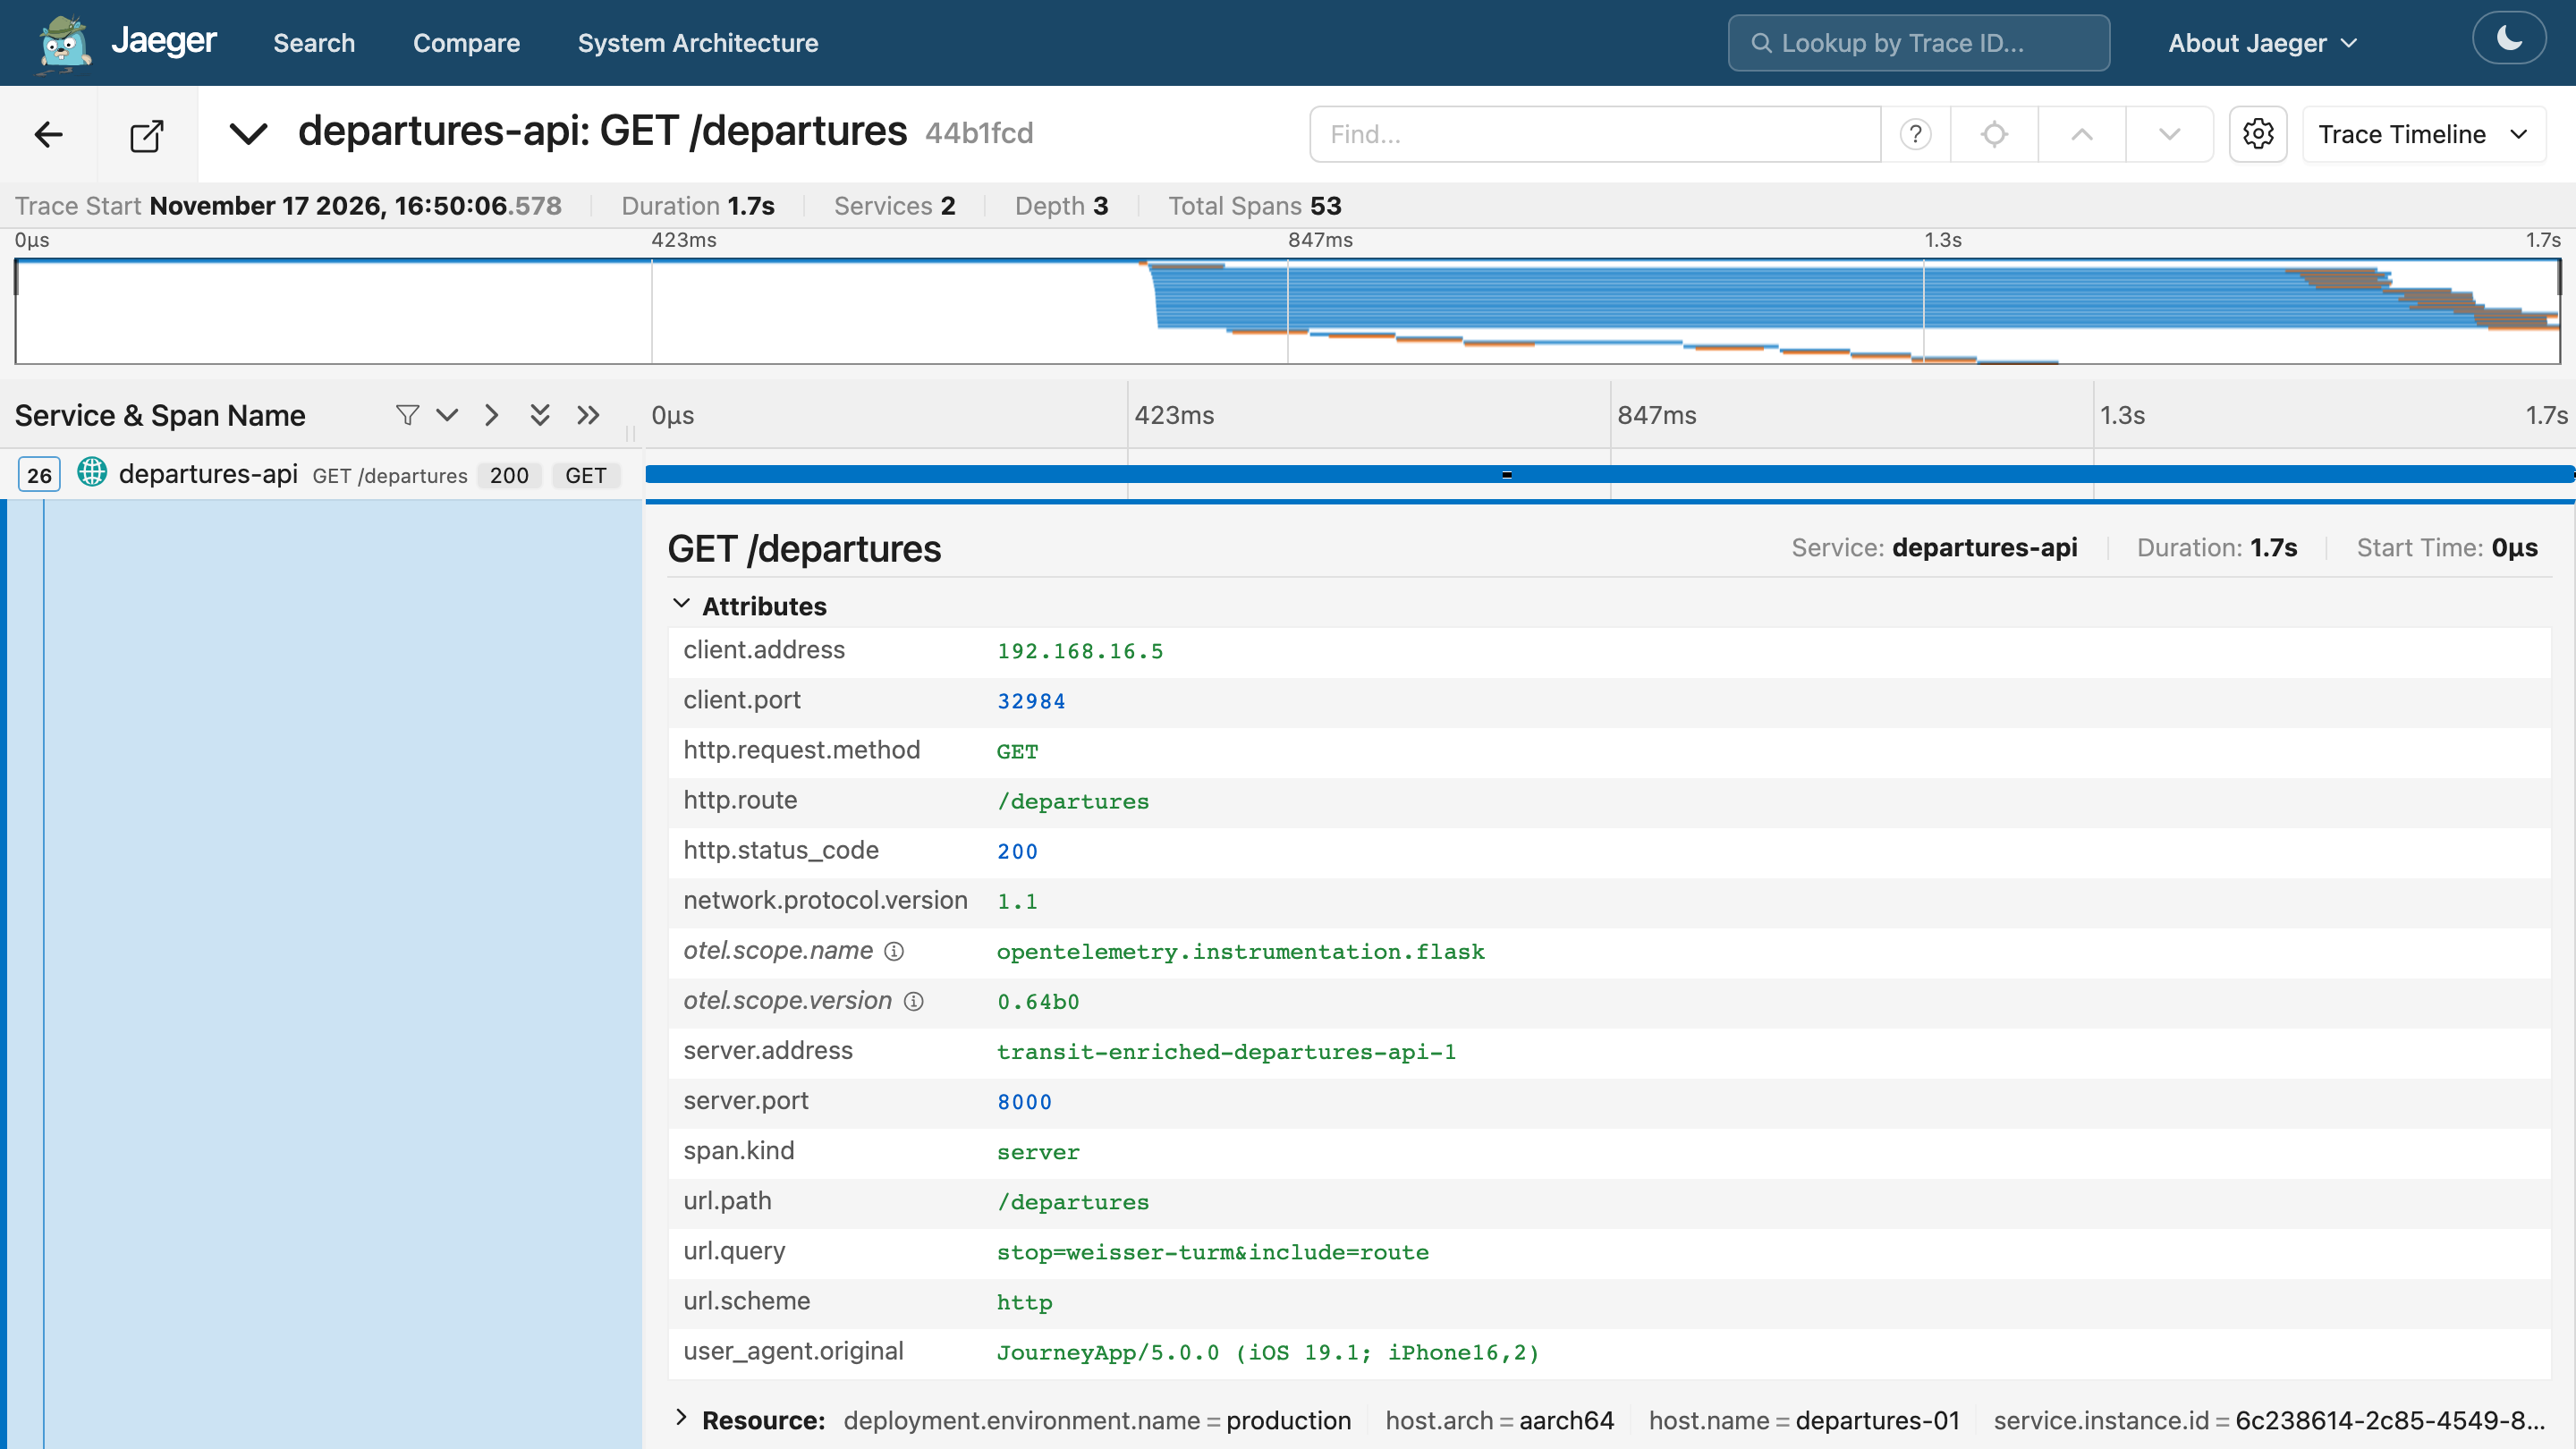 Jaeger Search Compare System Architecture Lookup by Trace ID... About Jaeger
departures-api: GET /departures 44b1fcd Find... ? Trace Timeline
Trace Start November 17 2026, 16:50:06.578 Duration 1.7s Services 2 Depth 3 Total Spans 53
0μs 423ms 847ms 1.3s 1.7s
Service & Span Name 0μs 423ms 847ms 1.3s 1.7s
26 departures-api GET /departures 200 GET
GET /departures Service: departures-api Duration: 1.7s Start Time: 0μs
Attributes
client.address 192.168.16.5
client.port 32984
http.request.method GET
http.route /departures
http.status_code 200
network.protocol.version 1.1
otel.scope.name opentelemetry.instrumentation.flask
otel.scope.version 0.64b0
server.address transit-enriched-departures-api-1
server.port 8000
span.kind server
url.path /departures
url.query stop=weisser-turm&include=route
url.scheme http
user_agent.original JourneyApp/5.0.0 (iOS 19.1; iPhone16,2)
Resource: deployment.environment.name = production host.arch = aarch64 host.name = departures-01 service.instance.id = 6c238614-2c85-4549-8...